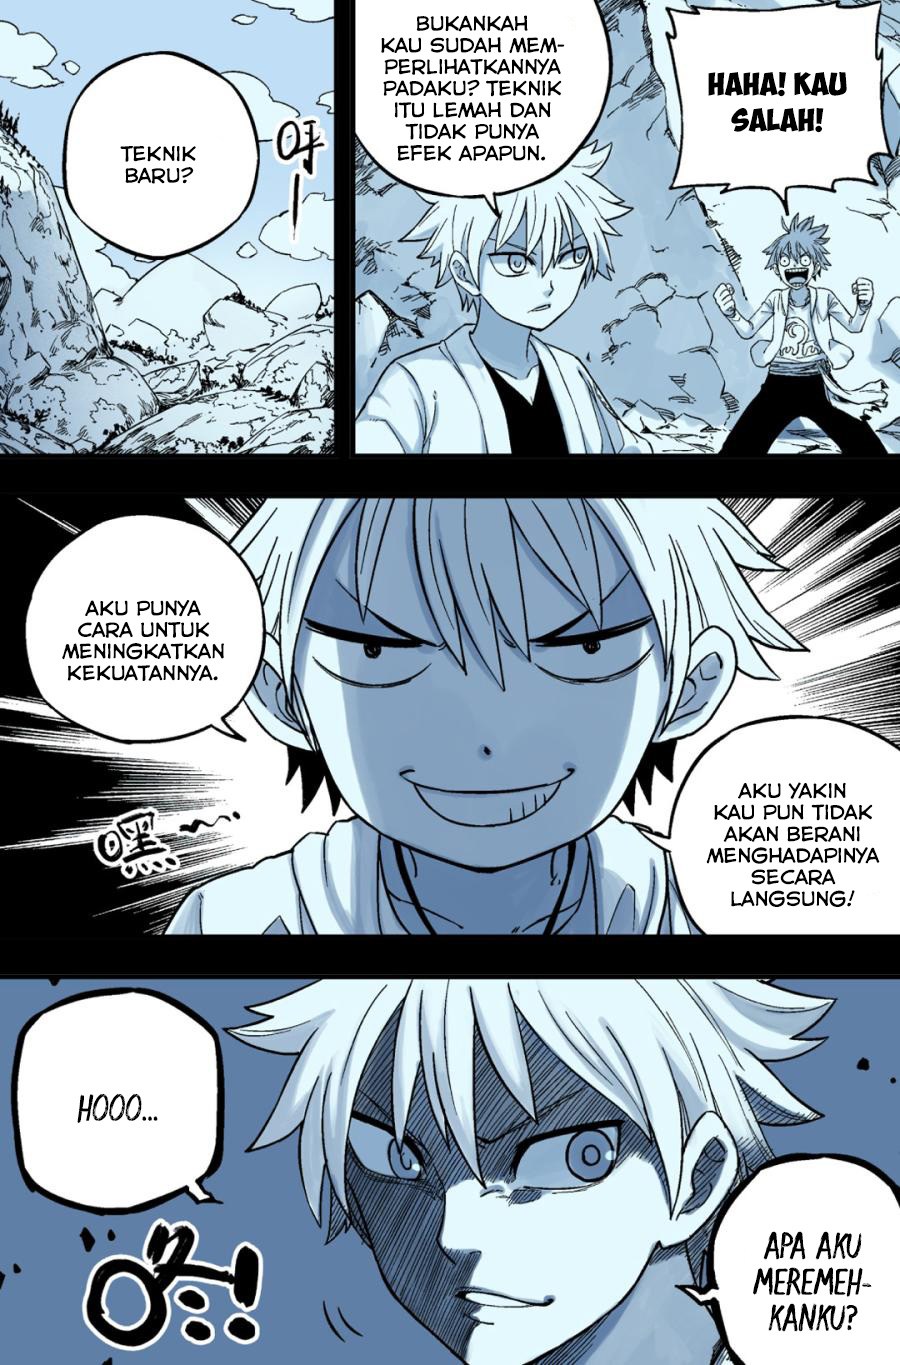 TEKNIK
BARU?
BUKANKAH
KAU SUDAH MEM-
PERLIHATKANNYA
PADAKU? TEKNIK
ITU LEMAH DAN
TIDAK PUNYA
EFEK APAPUN.
HAHA! KAU
SALAH!
AKU PUNYA
CARA UNTUK
MENINGKATKAN
KEKUATANNYA.
嘿
AKU YAKIN
KAU PUN TIDAK
AKAN BERANI
MENGHADAPINYA
SECARA
LANGSUNG!
HOOO...
APA AKU
MEREMEH-
KANKU?